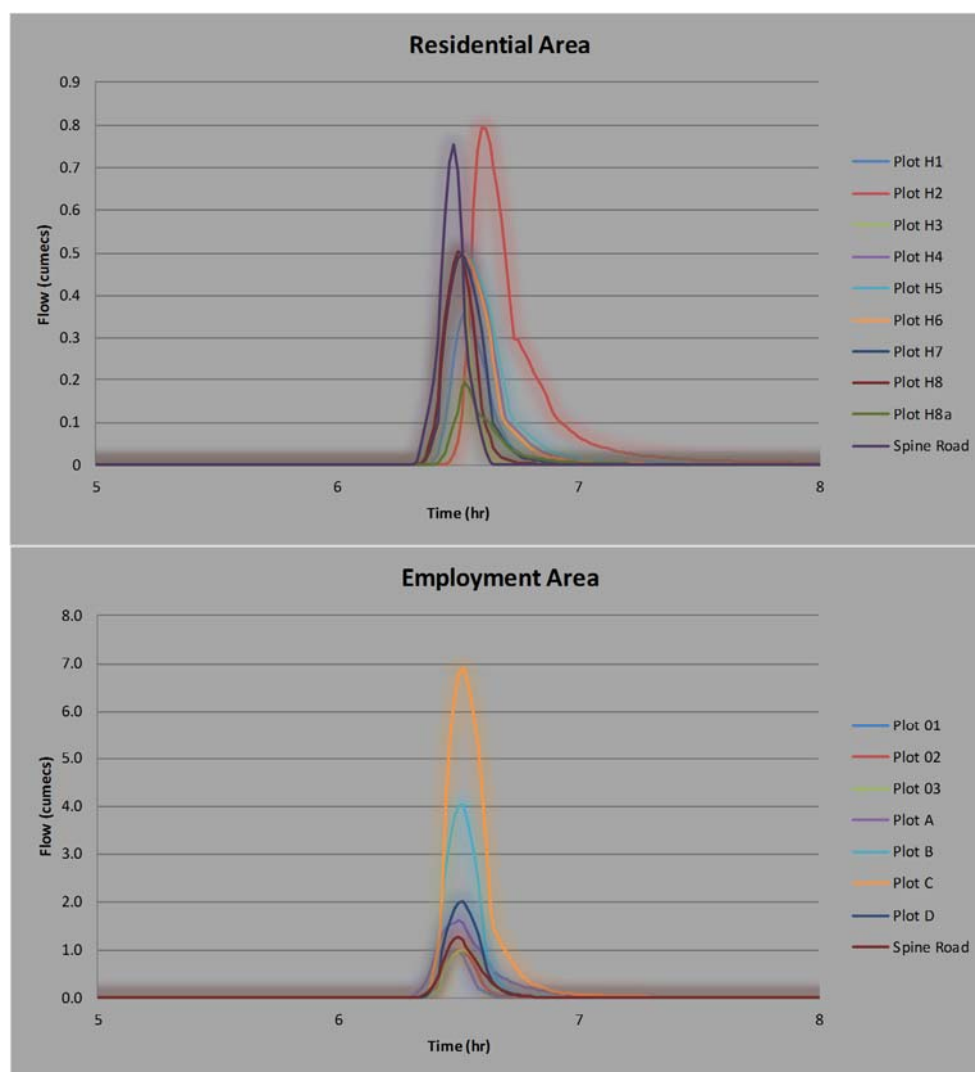 Residential Area
0.9
0.8
0.7
0.6
0.5
0.4
0.3
0.2
0.1
0
Flow (cumecs)
5
6
7
8
Time (hr)
Plot H1
Plot H2
Plot H3
Plot H4
Plot H5
Plot H6
Plot H7
Plot H8
Plot H8a
Spine Road
Employment Area
8.0
7.0
6.0
5.0
4.0
3.0
2.0
1.0
0.0
Flow (cumecs)
5
6
7
8
Time (hr)
Plot 01
Plot 02
Plot 03
Plot A
Plot B
Plot C
Plot D
Spine Road